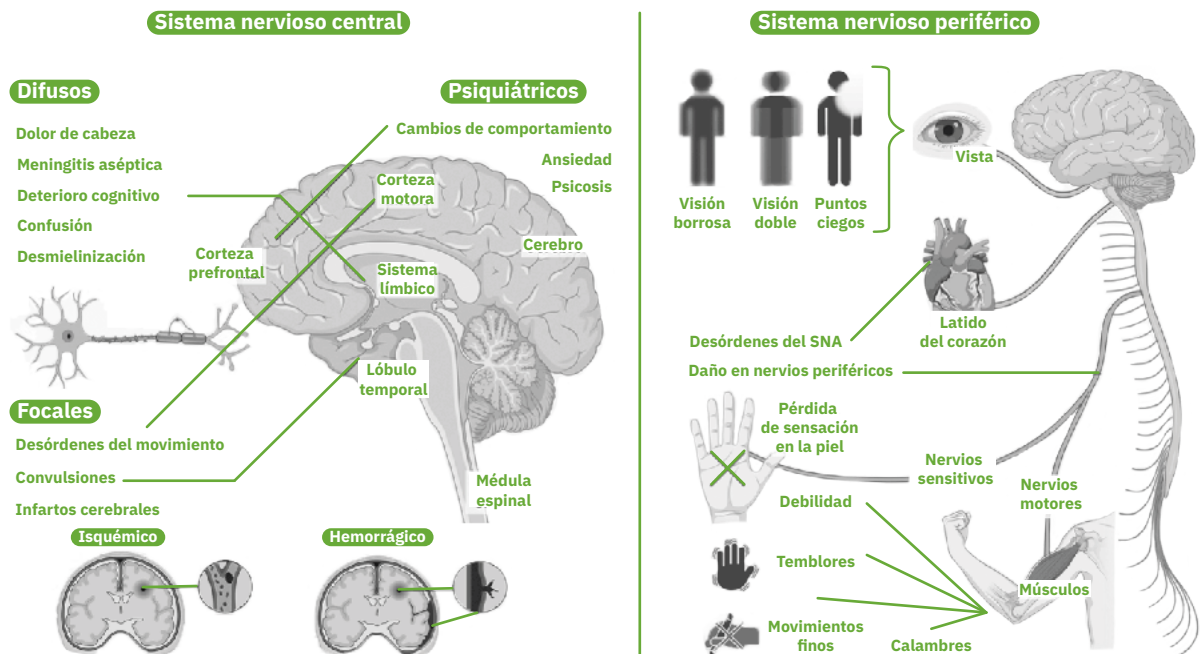 Sistema nervioso central
Difusos
Dolor de cabeza
Meningitis aséptica
Deterioro cognitivo
Confusión
Desmielinización
Psiquiátricos
Cambios de comportamiento
Ansiedad
Psicosis
Corteza
motora
Corteza
prefrontal
Cerebro
Sistema
límbico
Lóbulo
temporal
Médula
espinal
Focales
Desórdenes del movimiento
Convulsiones
Infartos cerebrales
Isquémico
Hemorrágico
Sistema nervioso periférico
Visión
borrosa
Visión
doble
Puntos
ciegos
Vista
Latido
del corazón
Desórdenes del SNA
Daño en nervios periféricos
Pérdida
de sensación
en la piel
Nervios
sensitivos
Nervios
motores
Debilidad
Temblores
Músculos
Movimientos
finos
Calambres